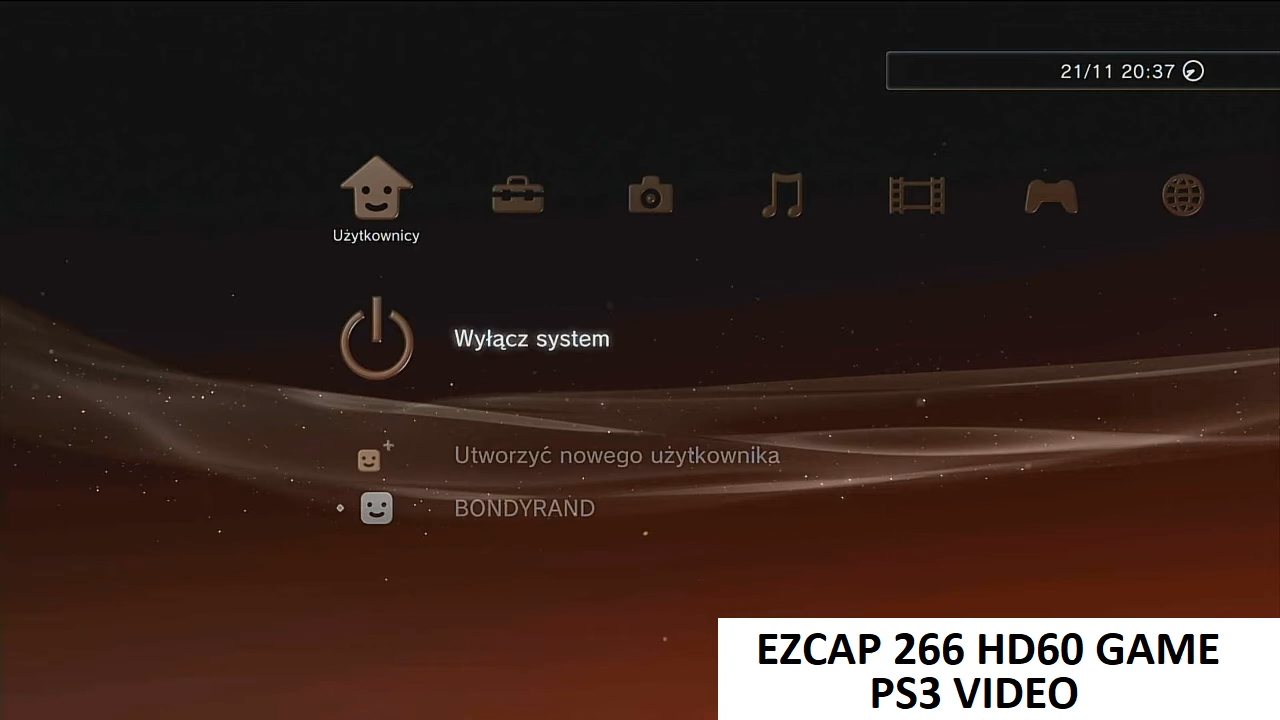 21/11 20:37
Użytkownicy
Wyłącz system
Utworzyć nowego użytkownika
BONDYRAND
EZCAP 266 HD60 GAME
PS3 VIDEO